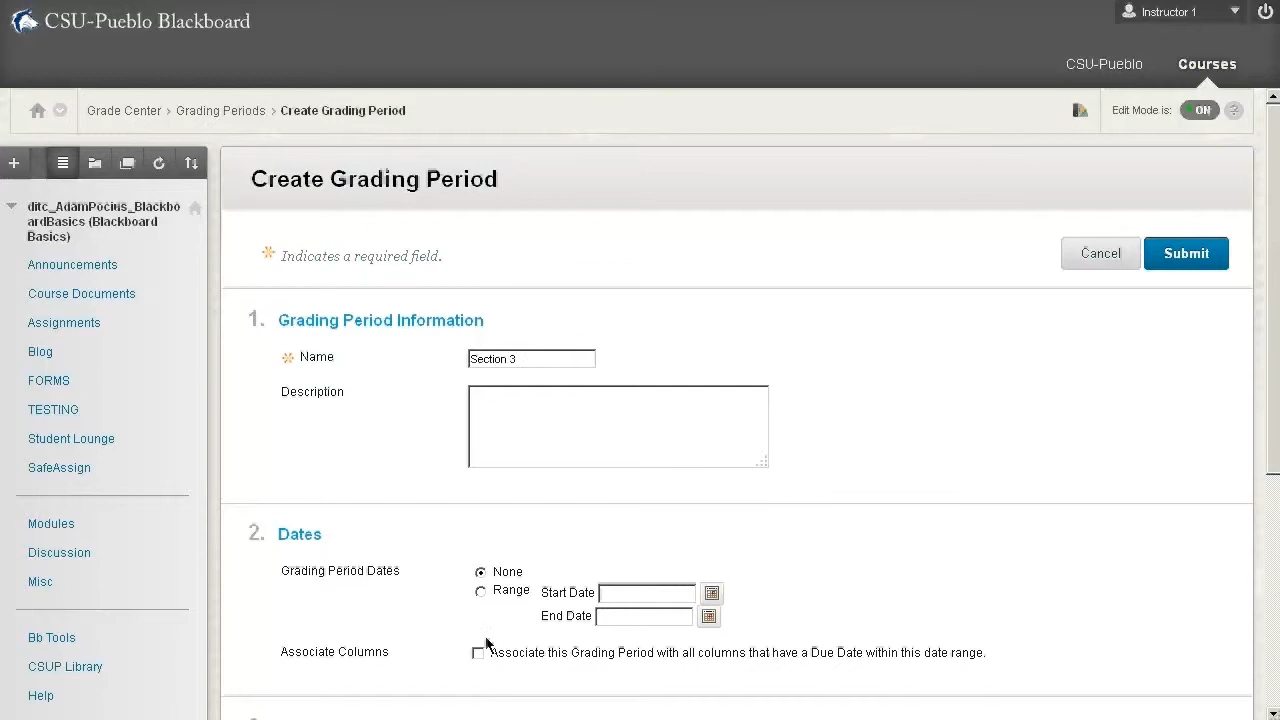 CSU-Pueblo Blackboard
Instructor 1
CSU-Pueblo
Courses
Grade Center > Grading Periods > Create Grading Period
Edit Mode is: ON
ditc_AdamPocius_Blackbo
ardBasics (Blackboard
Basics)
Announcements
Course Documents
Assignments
Blog
FORMS
TESTING
Student Lounge
SafeAssign
Modules
Discussion
Misc
Bb Tools
CSUP Library
Help
Create Grading Period
Indicates a required field.
Cancel
Submit
1. Grading Period Information
Name
Section 3
Description
2. Dates
Grading Period Dates
None
Range
Start Date
End Date
Associate Columns
Associate this Grading Period with all columns that have a Due Date within this date range.